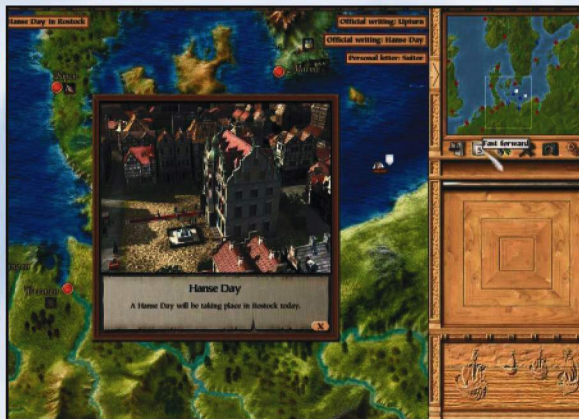 Hanse Day in Rostock
Official writing: Upturn
Official writing: Hanse Day
Personal letter: Suitor
Fast forward
Hanse Day
A Hanse Day will be taking place in Rostock today.
X